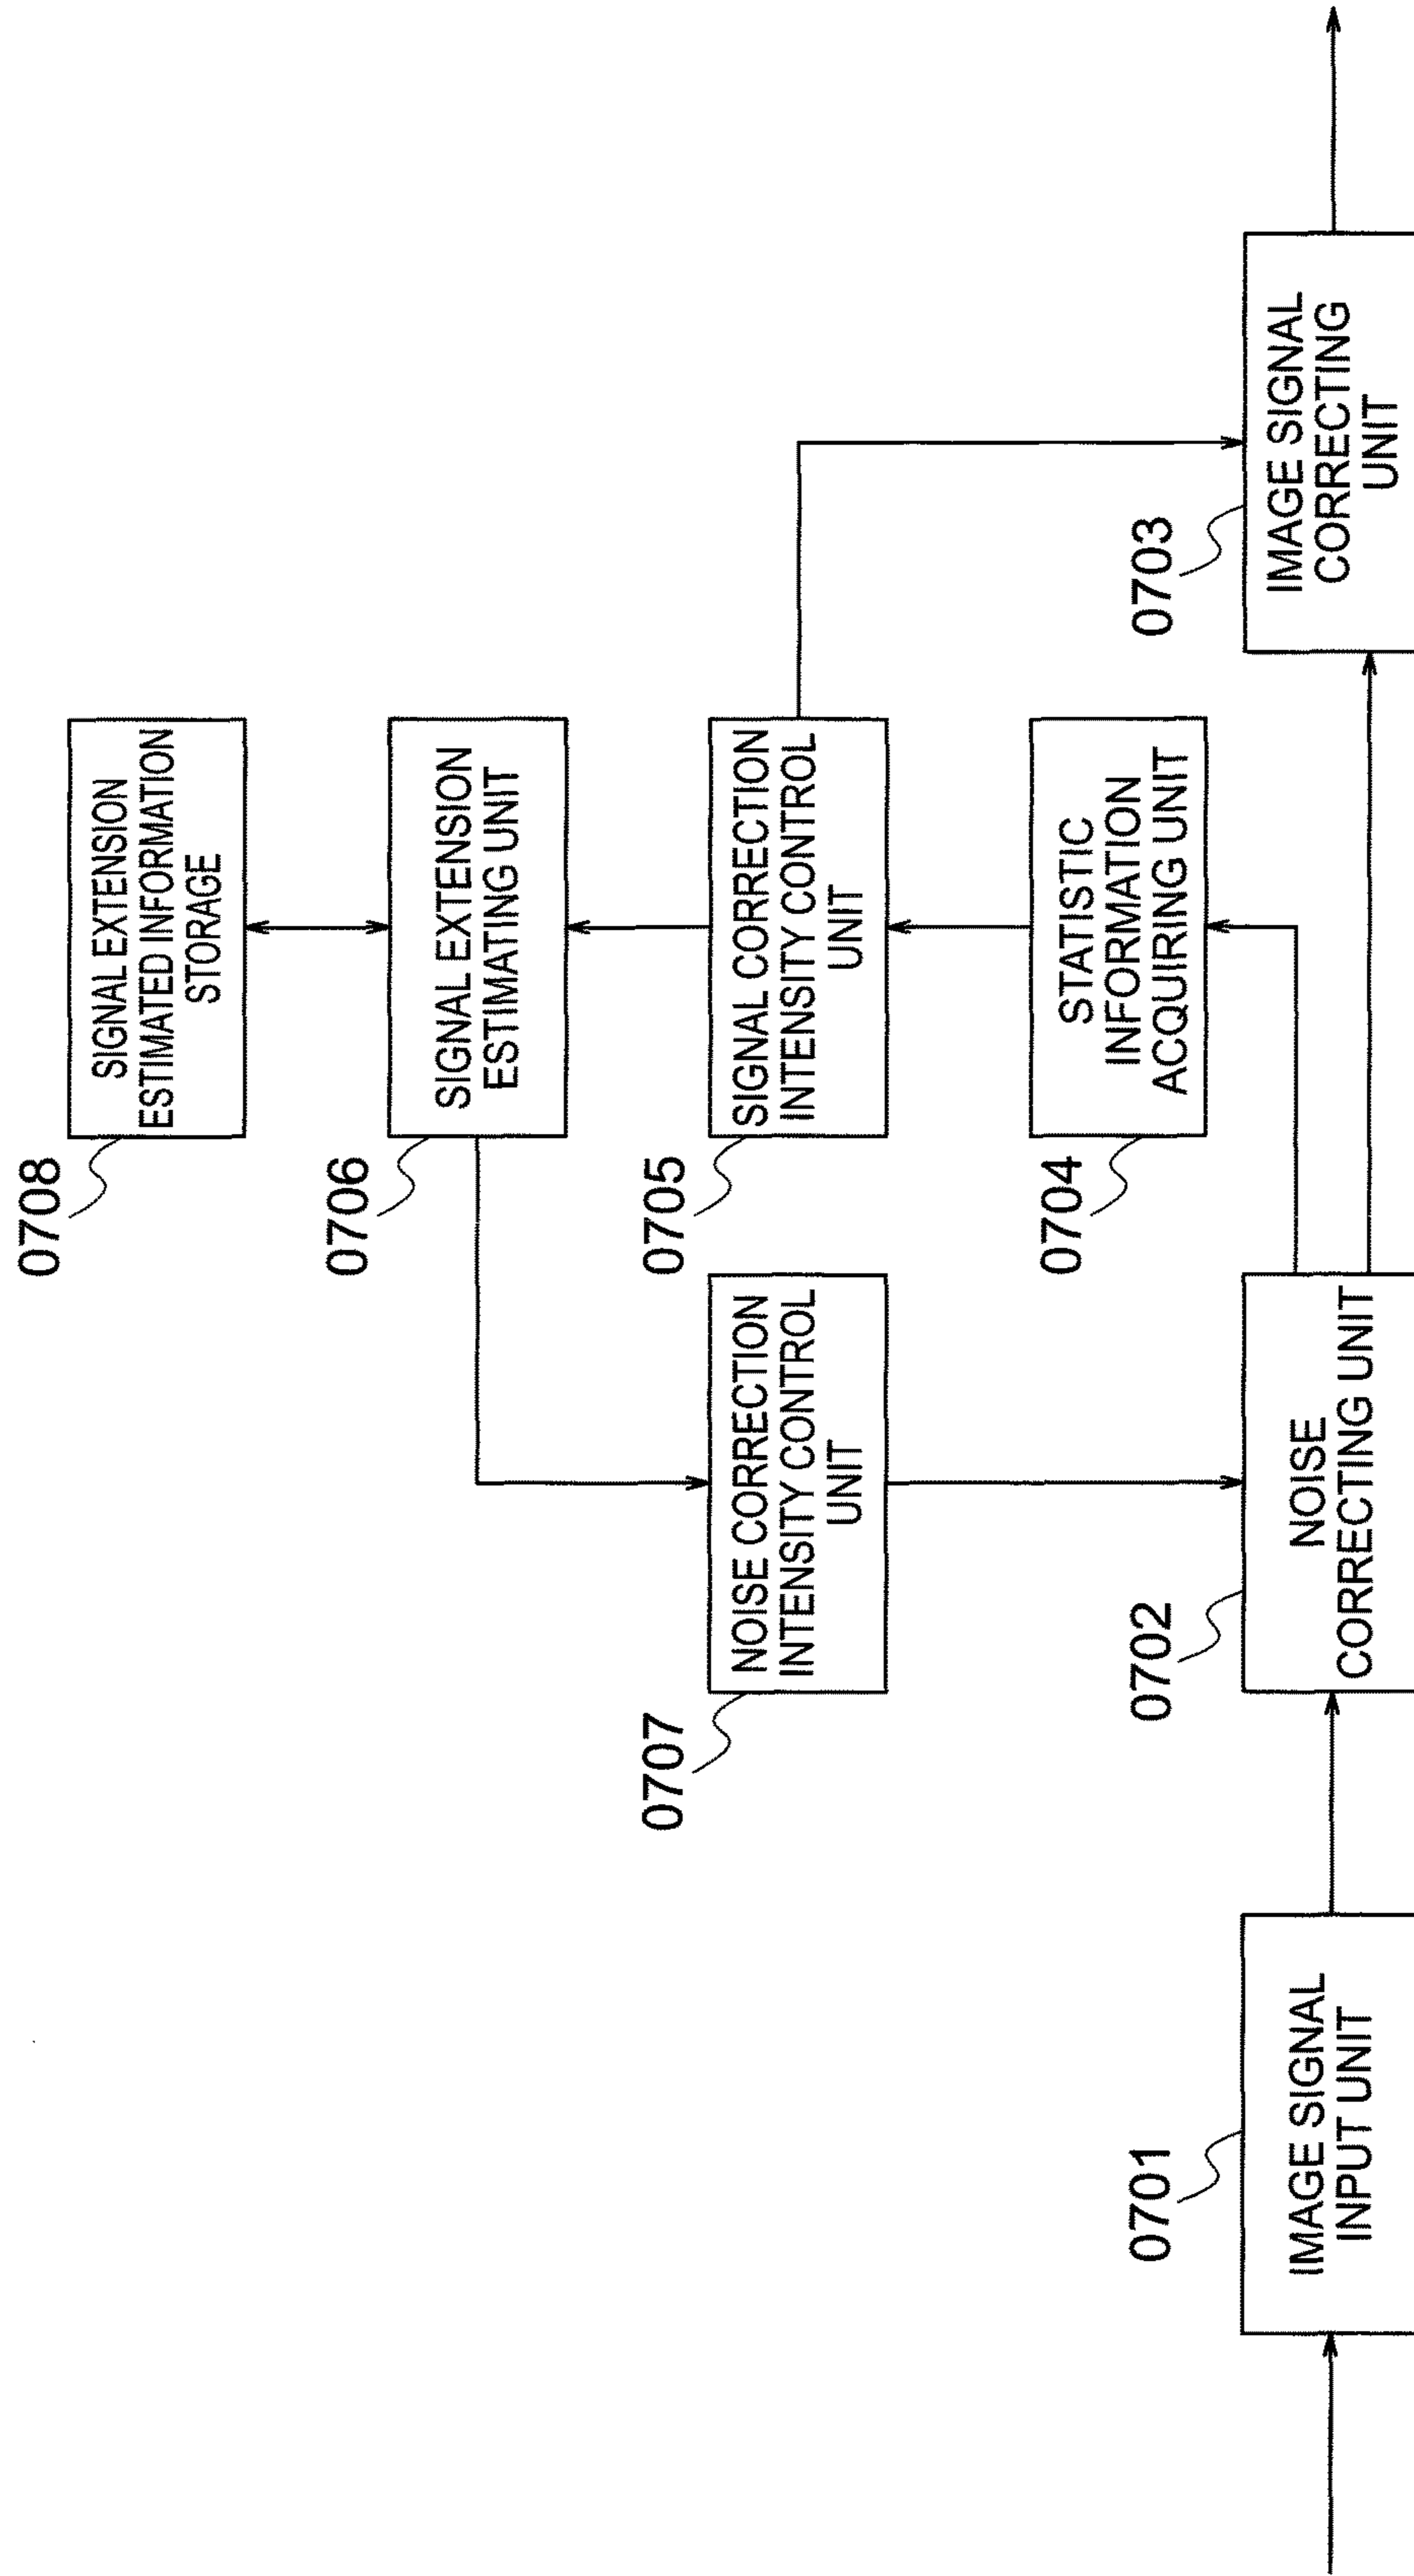 0708
SIGNAL EXTENSION
ESTIMATED INFORMATION
STORAGE
0706
SIGNAL EXTENSION
ESTIMATING UNIT
0707
NOISE CORRECTION
INTENSITY CONTROL
UNIT
0705
SIGNAL CORRECTION
INTENSITY CONTROL
UNIT
0704
STATISTIC
INFORMATION
ACQUIRING UNIT
0701
IMAGE SIGNAL
INPUT UNIT
0702
NOISE
CORRECTING UNIT
0703
IMAGE SIGNAL
CORRECTING
UNIT